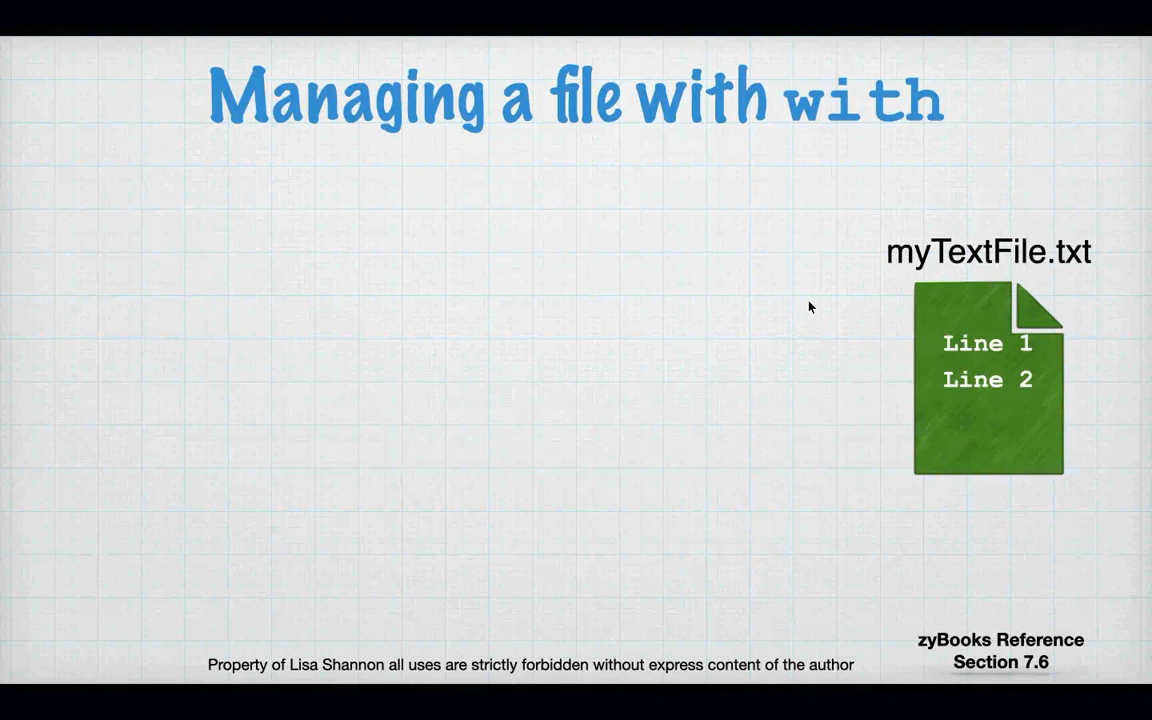 Managing a file with with
myTextFile.txt
Line 1
Line 2
zyBooks Reference
Section 7.6
Property of Lisa Shannon all uses are strictly forbidden without express content of the author